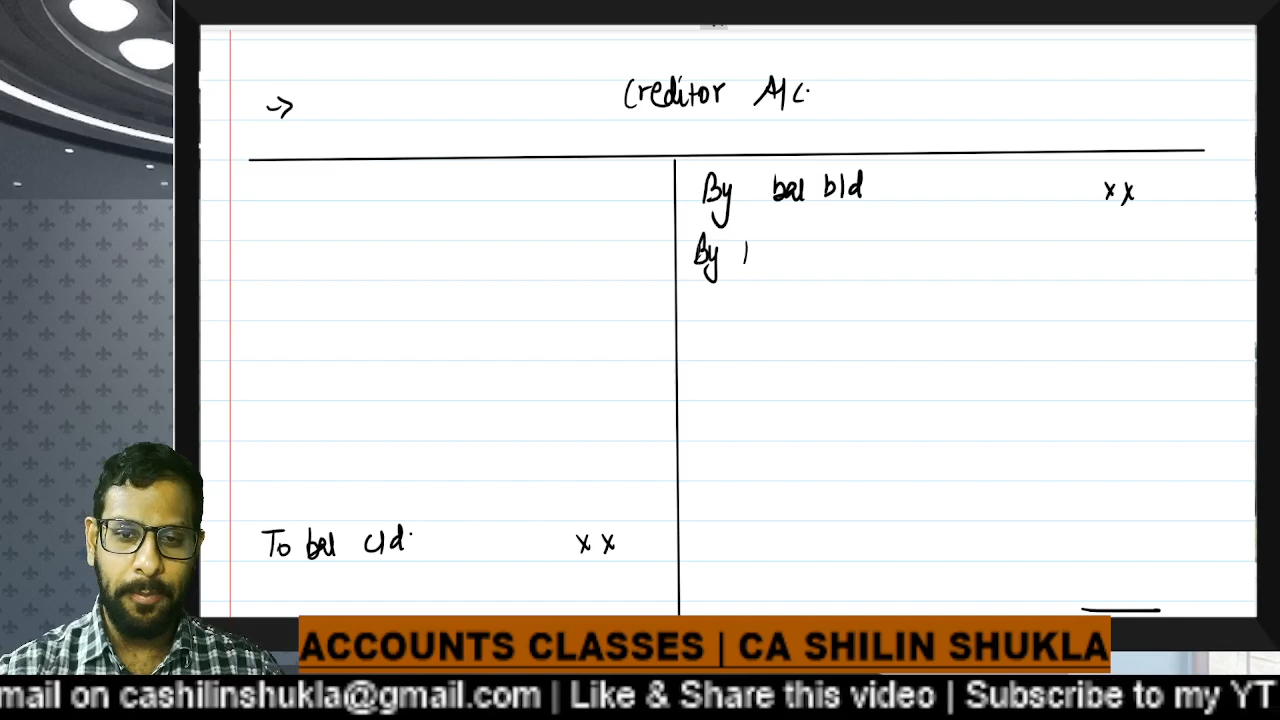 → Creditor A/c.
By bal b/d xx
By
To bal c/d. xx
ACCOUNTS CLASSES | CA SHILIN SHUKLA
mail on cashilinshukla@gmail.com | Like & Share this video | Subscribe to my YT